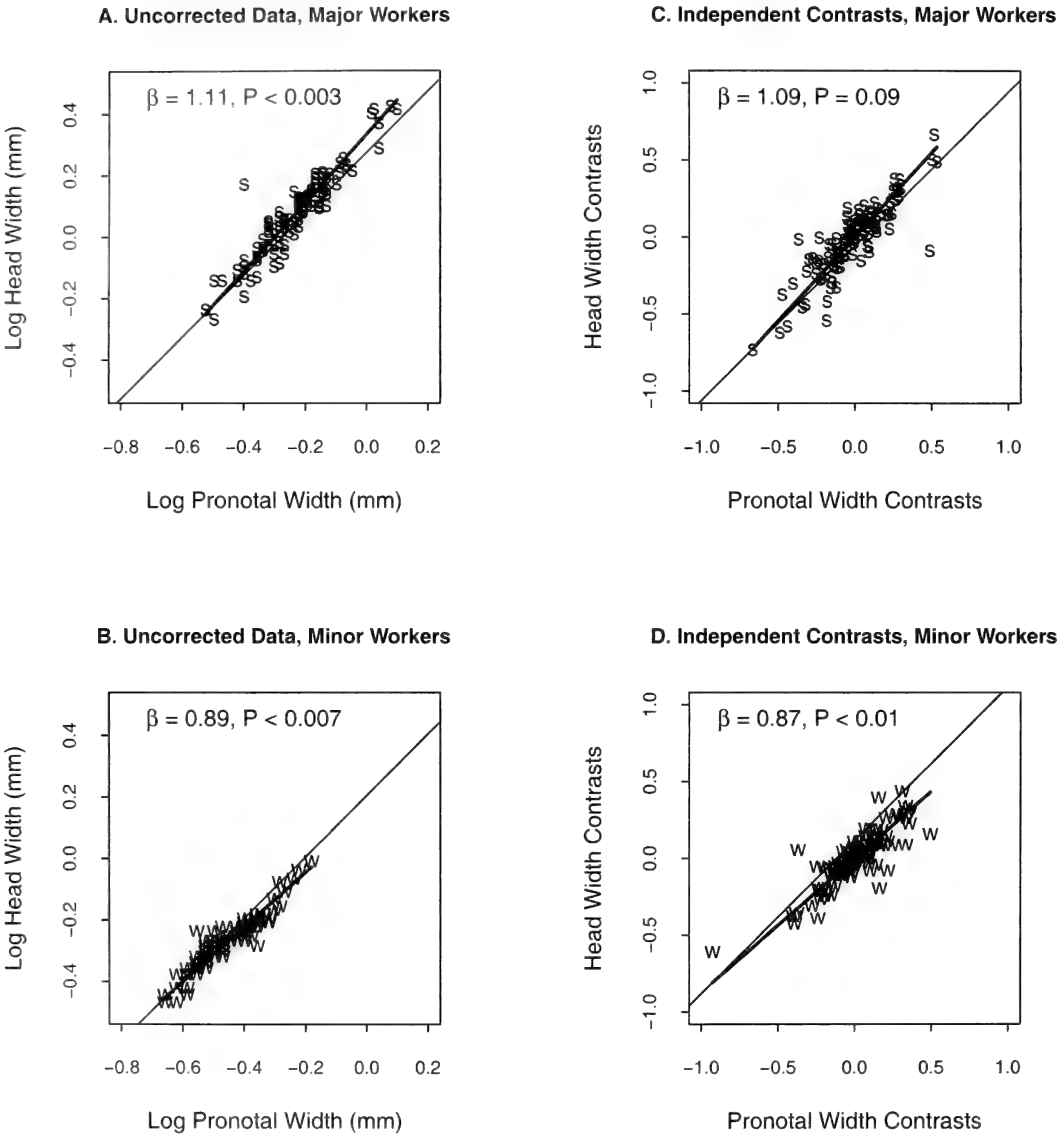 A. Uncorrected Data, Major Workers
β = 1.11, P < 0.003
Log Head Width (mm)
0.4
0.2
0.0
−0.2
−0.4
−0.8 −0.6 −0.4 −0.2 0.0 0.2
Log Pronotal Width (mm)
C. Independent Contrasts, Major Workers
β = 1.09, P = 0.09
Head Width Contrasts
1.0
0.5
0.0
−0.5
−1.0
−1.0 −0.5 0.0 0.5 1.0
Pronotal Width Contrasts
B. Uncorrected Data, Minor Workers
β = 0.89, P < 0.007
Log Head Width (mm)
0.4
0.2
0.0
−0.2
−0.4
−0.8 −0.6 −0.4 −0.2 0.0 0.2
Log Pronotal Width (mm)
D. Independent Contrasts, Minor Workers
β = 0.87, P < 0.01
Head Width Contrasts
1.0
0.5
0.0
−0.5
−1.0
−1.0 −0.5 0.0 0.5 1.0
Pronotal Width Contrasts